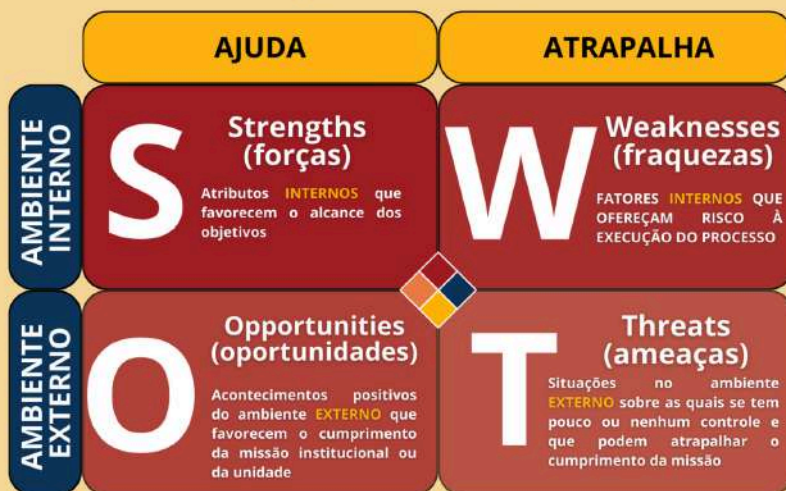 AJUDA
ATRAPALHA
AMBIENTE
INTERNO
S
Strengths
(forças)
Atributos INTERNOS que
favorecem o alcance dos
objetivos
W
Weaknesses
(fraquezas)
FATORES INTERNOS QUE
OFEREÇAM RISCO À
EXECUÇÃO DO PROCESSO
AMBIENTE
EXTERNO
O
Opportunities
(oportunidades)
Acontecimentos positivos
do ambiente EXTERNO que
favorecem o cumprimento
da missão institucional ou
da unidade
T
Threats
(ameaças)
Situações no ambiente
EXTERNO sobre as quais se tem
pouco ou nenhum controle e
que podem atrapalhar o
cumprimento da missão